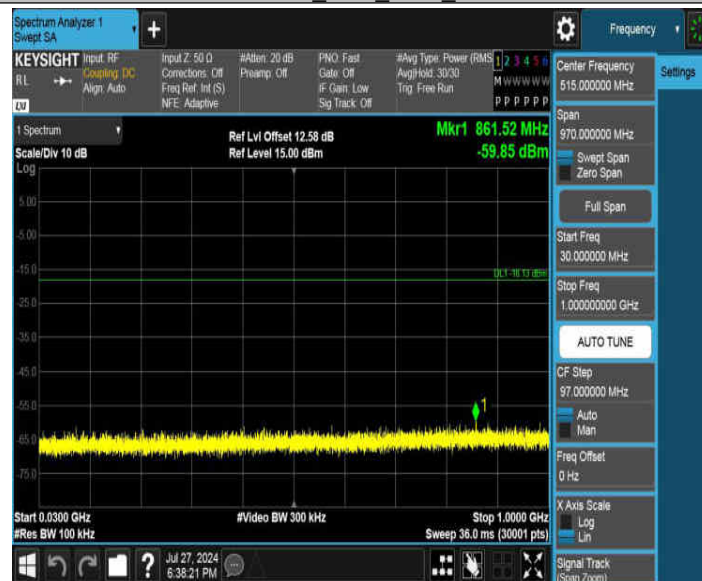 Spectrum Analyzer 1
Swept SA
+
Frequency
KEYSIGHT
RL
Input: RF
Coupling: DC
Align: Auto
Input Z: 50 Ω
Corrections: Off
Freq Ref: Int (S)
NFE: Adaptive
#Atten: 20 dB
Preamp: Off
PNO: Fast
Gate: Off
IF Gain: Low
Sig Track: Off
#Avg Type: Power (RMS
Avg|Hold: 30/30
Trig: Free Run
1 2 3 4 5 6
M W W W W W
P P P P P P
1 Spectrum
Scale/Div 10 dB
Log
Ref Lvl Offset 12.58 dB
Ref Level 15.00 dBm
Mkr1 861.52 MHz
-59.85 dBm
5.00
-5.00
-15.0
-25.0
-35.0
-45.0
-55.0
-65.0
-75.0
DL1 -18.13 dBm
1
Start 0.0300 GHz
#Res BW 100 kHz
#Video BW 300 kHz
Stop 1.0000 GHz
Sweep 36.0 ms (30001 pts)
Jul 27, 2024
6:38:21 PM
Center Frequency
515.000000 MHz
Settings
Span
970.000000 MHz
Swept Span
Zero Span
Full Span
Start Freq
30.000000 MHz
Stop Freq
1.000000000 GHz
AUTO TUNE
CF Step
97.000000 MHz
Auto
Man
Freq Offset
0 Hz
X Axis Scale
Log
Lin
Signal Track
(Span Zoom)